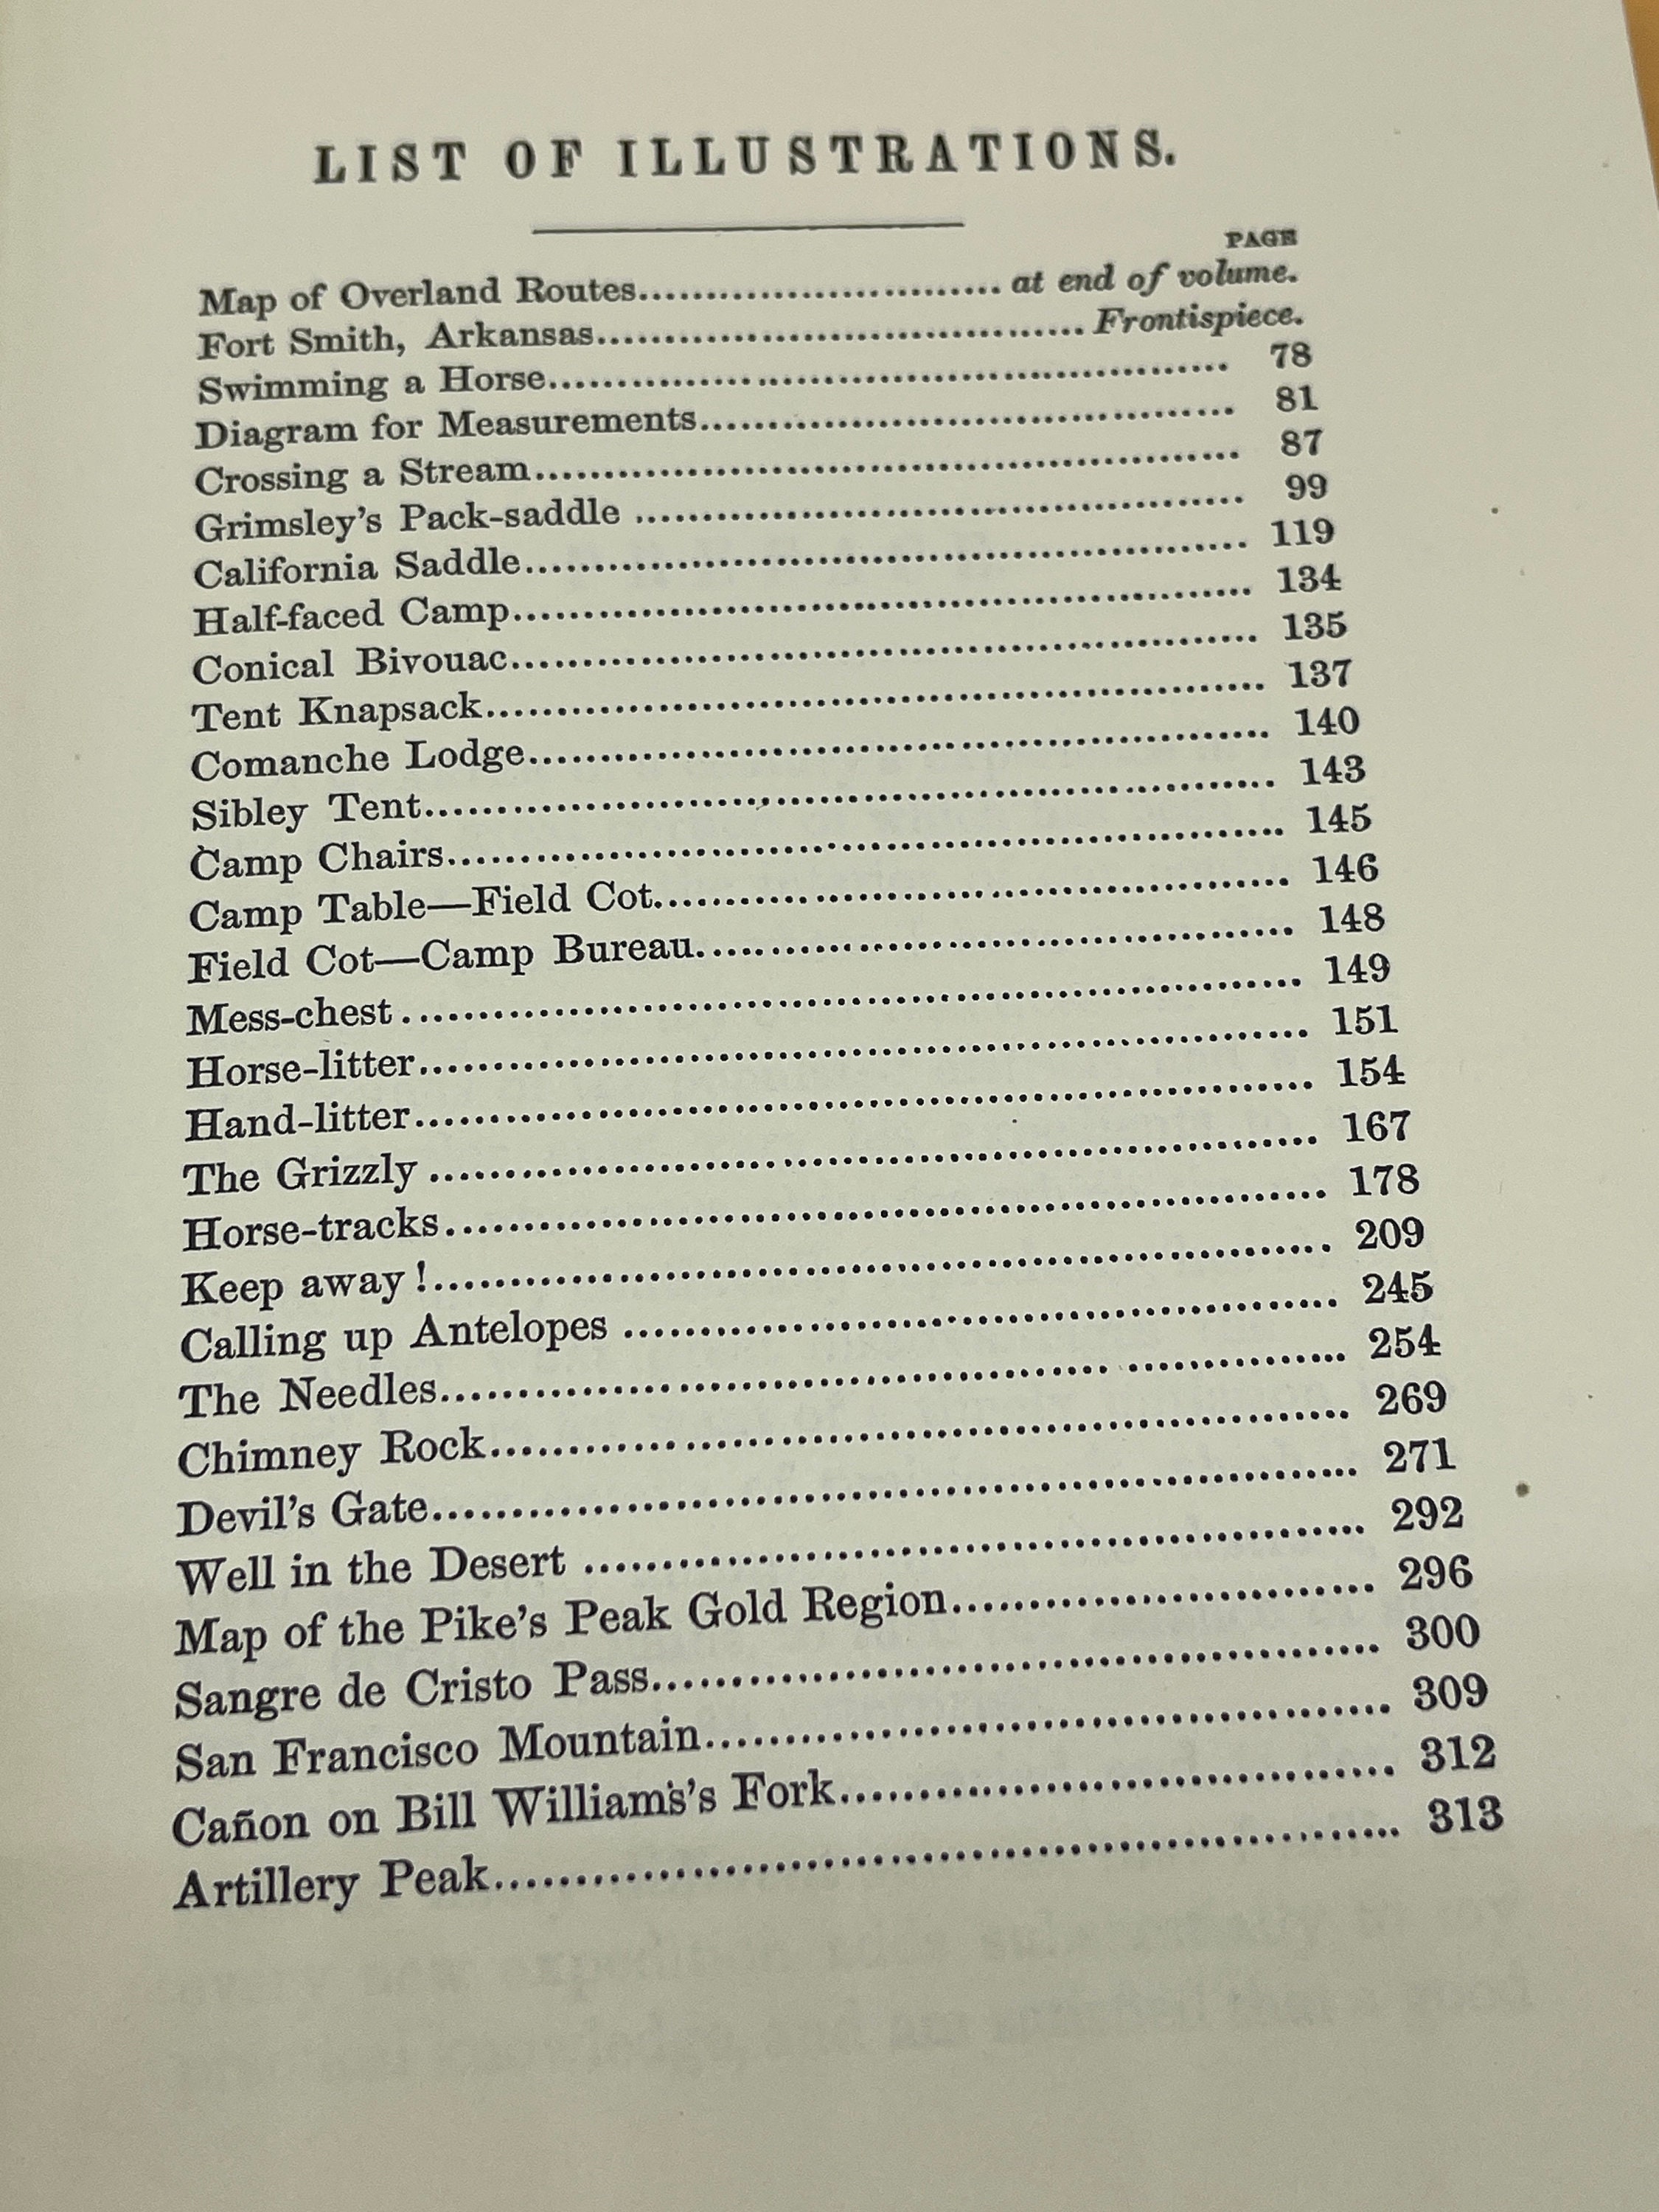 LIST OF ILLUSTRATIONS.
PAGE
Map of Overland Routes........................... at end of volume.
Fort Smith, Arkansas.................................... Frontispiece.
Swimming a Horse.................................................. 78
Diagram for Measurements....................................... 81
Crossing a Stream.................................................... 87
Grimsley's Pack-saddle ............................................. 99
California Saddle..................................................... 119
Half-faced Camp...................................................... 134
Conical Bivouac....................................................... 135
Tent Knapsack......................................................... 137
Comanche Lodge..................................................... 140
Sibley Tent.............................................................. 143
Camp Chairs............................................................ 145
Camp Table—Field Cot............................................. 146
Field Cot—Camp Bureau.......................................... 148
Mess-chest ............................................................... 149
Horse-litter............................................................... 151
Hand-litter................................................................ 154
The Grizzly .............................................................. 167
Horse-tracks.............................................................. 178
Keep away!............................................................... 209
Calling up Antelopes ................................................. 245
The Needles.............................................................. 254
Chimney Rock........................................................... 269
Devil's Gate............................................................... 271
Well in the Desert ..................................................... 292
Map of the Pike's Peak Gold Region.............................. 296
Sangre de Cristo Pass................................................. 300
San Francisco Mountain.............................................. 309
Cañon on Bill Williams's Fork...................................... 312
Artillery Peak............................................................ 313